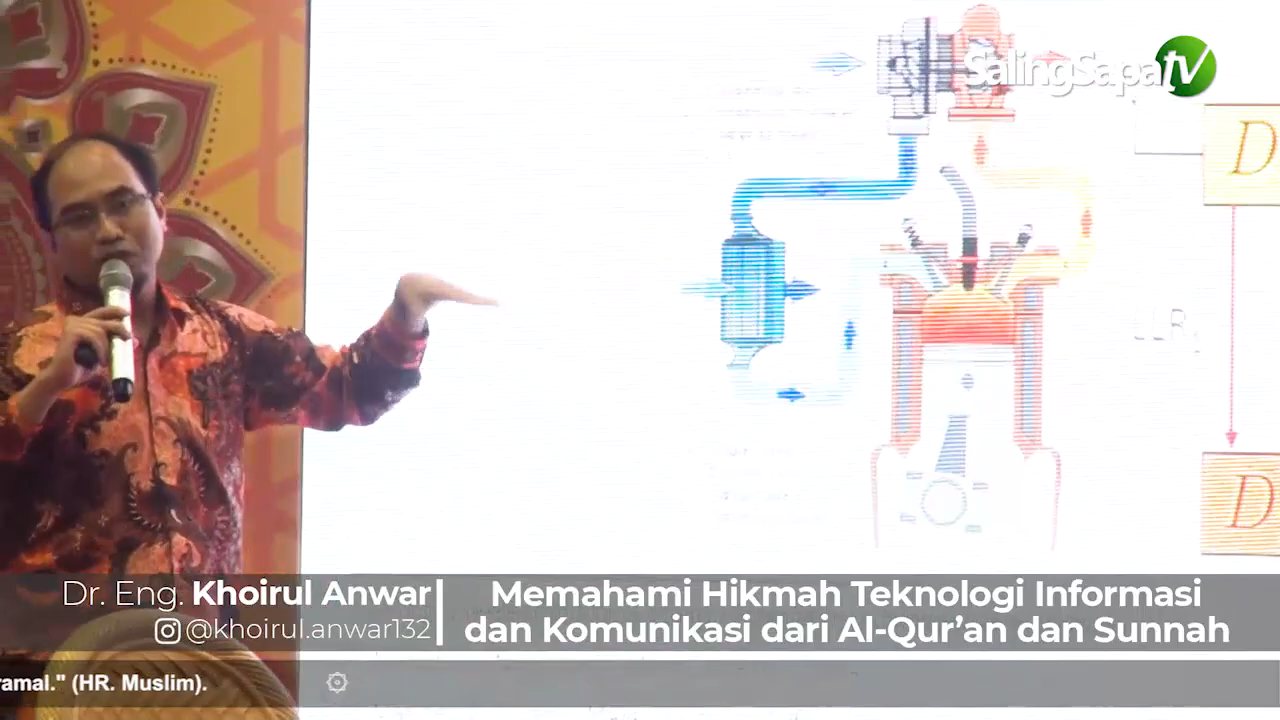 SalingSapaTV
D
L.R.
D
Dr. Eng. Khoirul Anwar
@khoirul.anwar132
Memahami Hikmah Teknologi Informasi
dan Komunikasi dari Al-Qur’an dan Sunnah
ramal." (HR. Muslim).